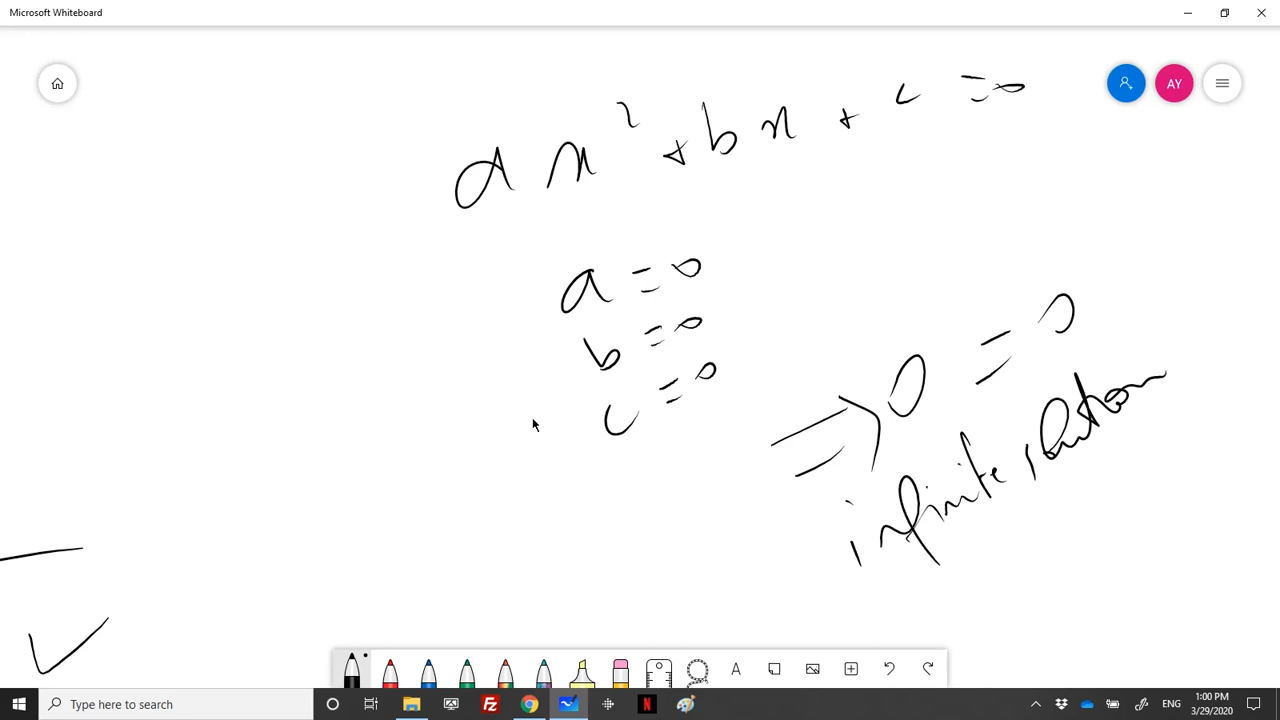 Microsoft Whiteboard
AY
ax² + bx + c = 0
a = 0
b = 0
c = 0
=> 0 = 0
infinite solution
Type here to search
ENG
1:00 PM
3/29/2020